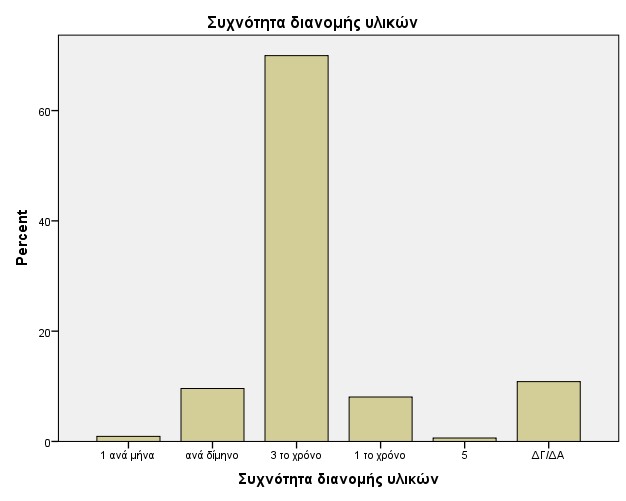 Συχνότητα διανομής υλικών
Percent
60
40
20
0
1 ανά μήνα
ανά δίμηνο
3 το χρόνο
1 το χρόνο
5
ΔΓ/ΔΑ
Συχνότητα διανομής υλικών